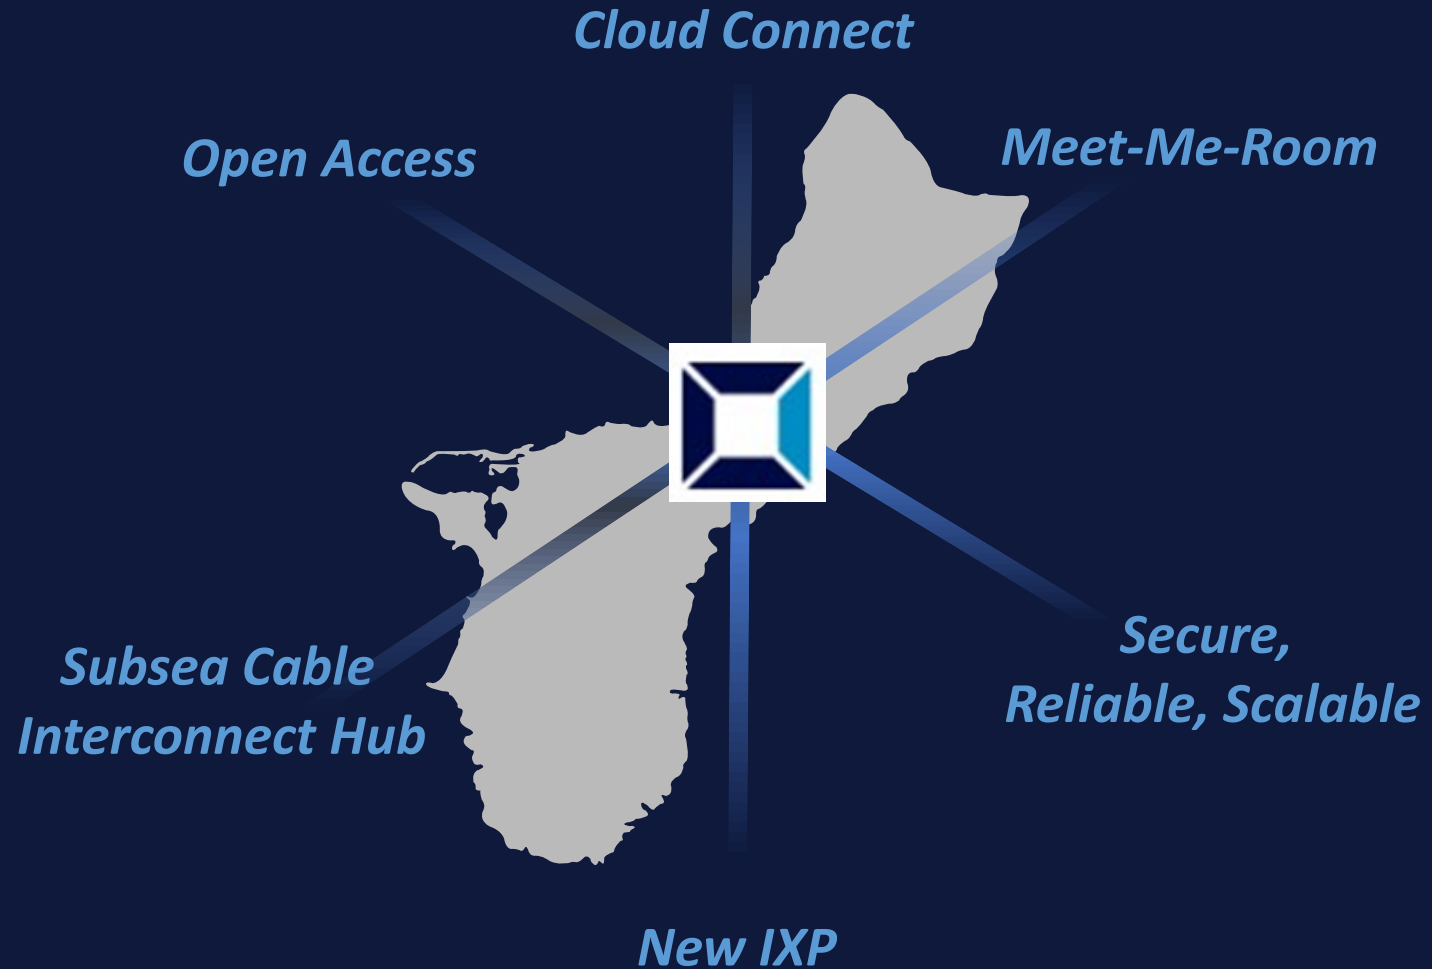 Cloud Connect
Open Access
Meet-Me-Room
Subsea Cable
Interconnect Hub
Secure,
Reliable, Scalable
New IXP